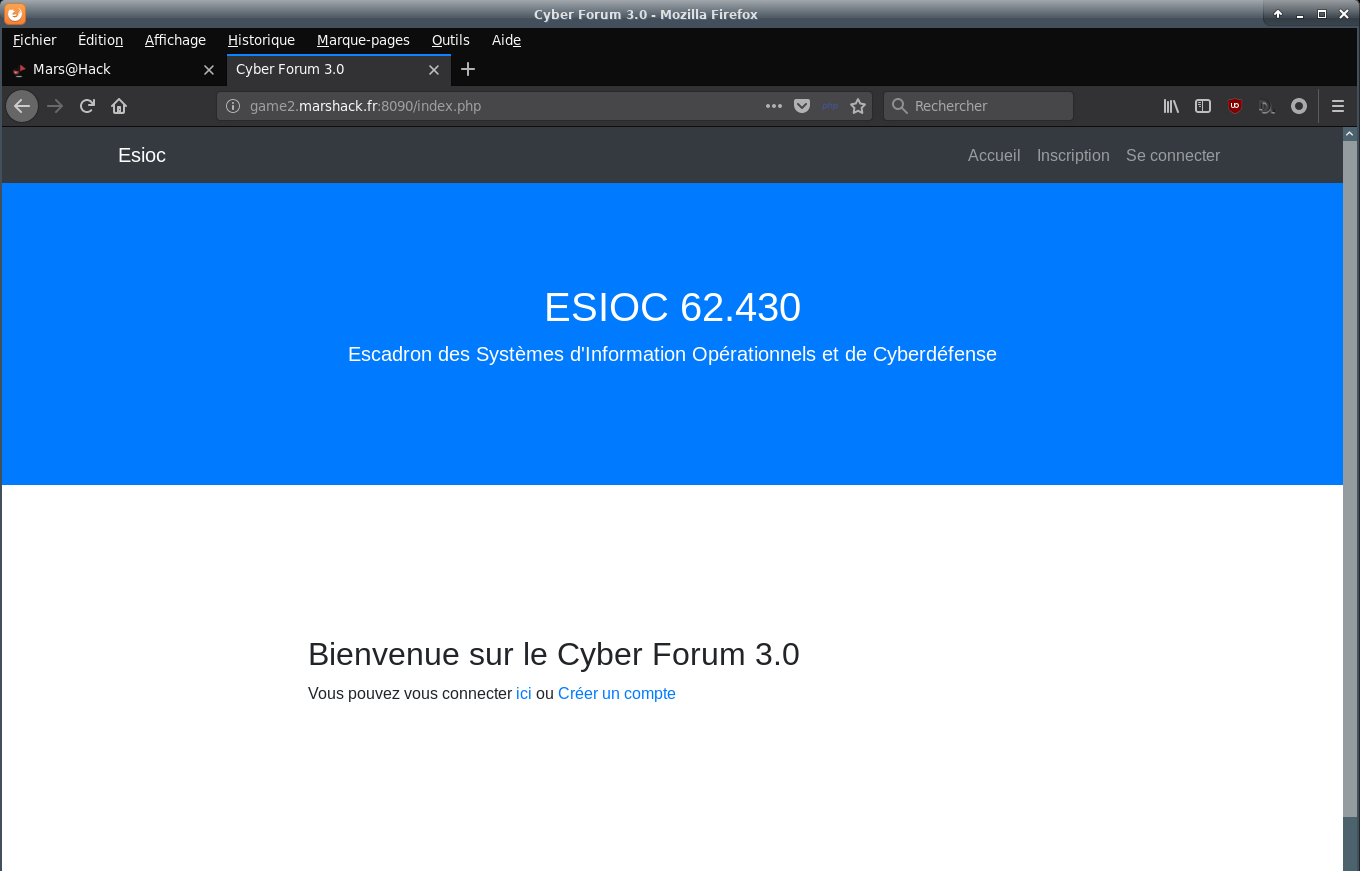 Cyber Forum 3.0 - Mozilla Firefox
Fichier Édition Affichage Historique Marque-pages Outils Aide
Mars@Hack Cyber Forum 3.0
game2.marshack.fr:8090/index.php php Rechercher
Esioc Accueil Inscription Se connecter
ESIOC 62.430
Escadron des Systèmes d'Information Opérationnels et de Cyberdéfense
Bienvenue sur le Cyber Forum 3.0
Vous pouvez vous connecter ici ou Créer un compte